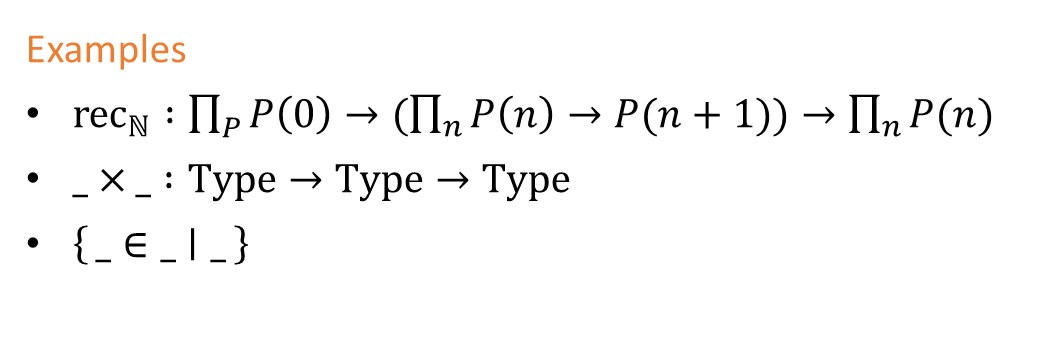 Examples
• rec_ℕ : ∏_P P(0) → (∏_n P(n) → P(n + 1)) → ∏_n P(n)
• _ × _ : Type → Type → Type
• {_ ∈ _ | _}